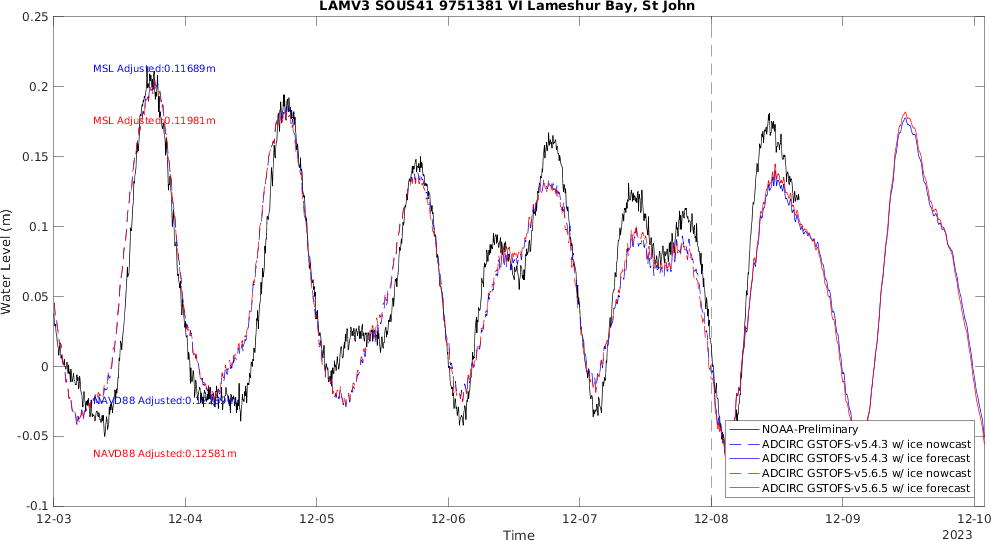 LAMV3 SOUS41 9751381 VI Lameshur Bay, St John
0.25
0.2
0.15
0.1
0.05
0
-0.05
-0.1
Water Level (m)
MSL Adjusted:0.11689m
MSL Adjusted:0.11981m
NAVD88 Adjusted:
NAVD88 Adjusted:0.12581m
NOAA-Preliminary
ADCIRC GSTOFS-v5.4.3 w/ ice nowcast
ADCIRC GSTOFS-v5.4.3 w/ ice forecast
ADCIRC GSTOFS-v5.6.5 w/ ice nowcast
ADCIRC GSTOFS-v5.6.5 w/ ice forecast
12-03 12-04 12-05 12-06 12-07 12-08 12-09 12-10
Time
2023